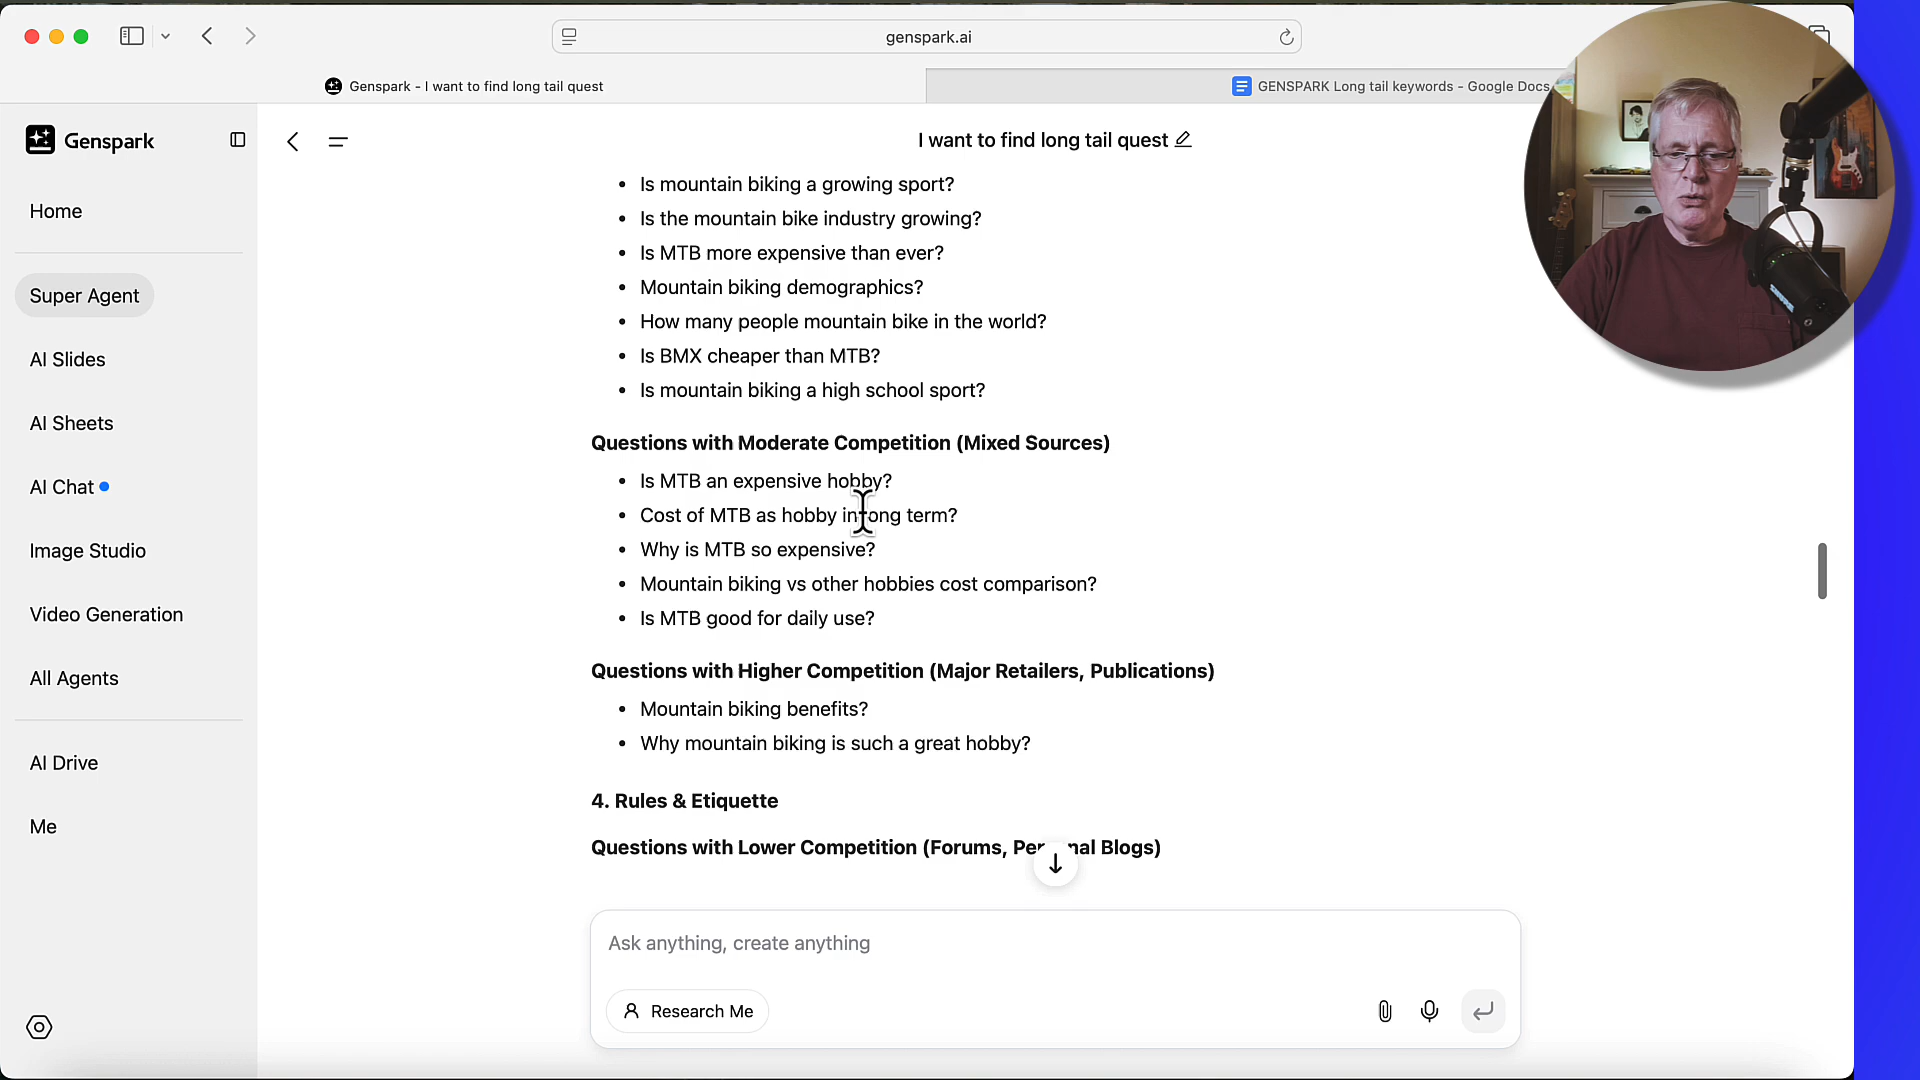 genspark.ai
Genspark - I want to find long tail quest
GENSPARK Long tail keywords - Google Docs
Genspark
I want to find long tail quest
Home
Super Agent
AI Slides
AI Sheets
AI Chat
Image Studio
Video Generation
All Agents
AI Drive
Me
• Is mountain biking a growing sport?
• Is the mountain bike industry growing?
• Is MTB more expensive than ever?
• Mountain biking demographics?
• How many people mountain bike in the world?
• Is BMX cheaper than MTB?
• Is mountain biking a high school sport?
Questions with Moderate Competition (Mixed Sources)
• Is MTB an expensive hobby?
• Cost of MTB as hobby in long term?
• Why is MTB so expensive?
• Mountain biking vs other hobbies cost comparison?
• Is MTB good for daily use?
Questions with Higher Competition (Major Retailers, Publications)
• Mountain biking benefits?
• Why mountain biking is such a great hobby?
4. Rules & Etiquette
Questions with Lower Competition (Forums, Personal Blogs)
Ask anything, create anything
Research Me